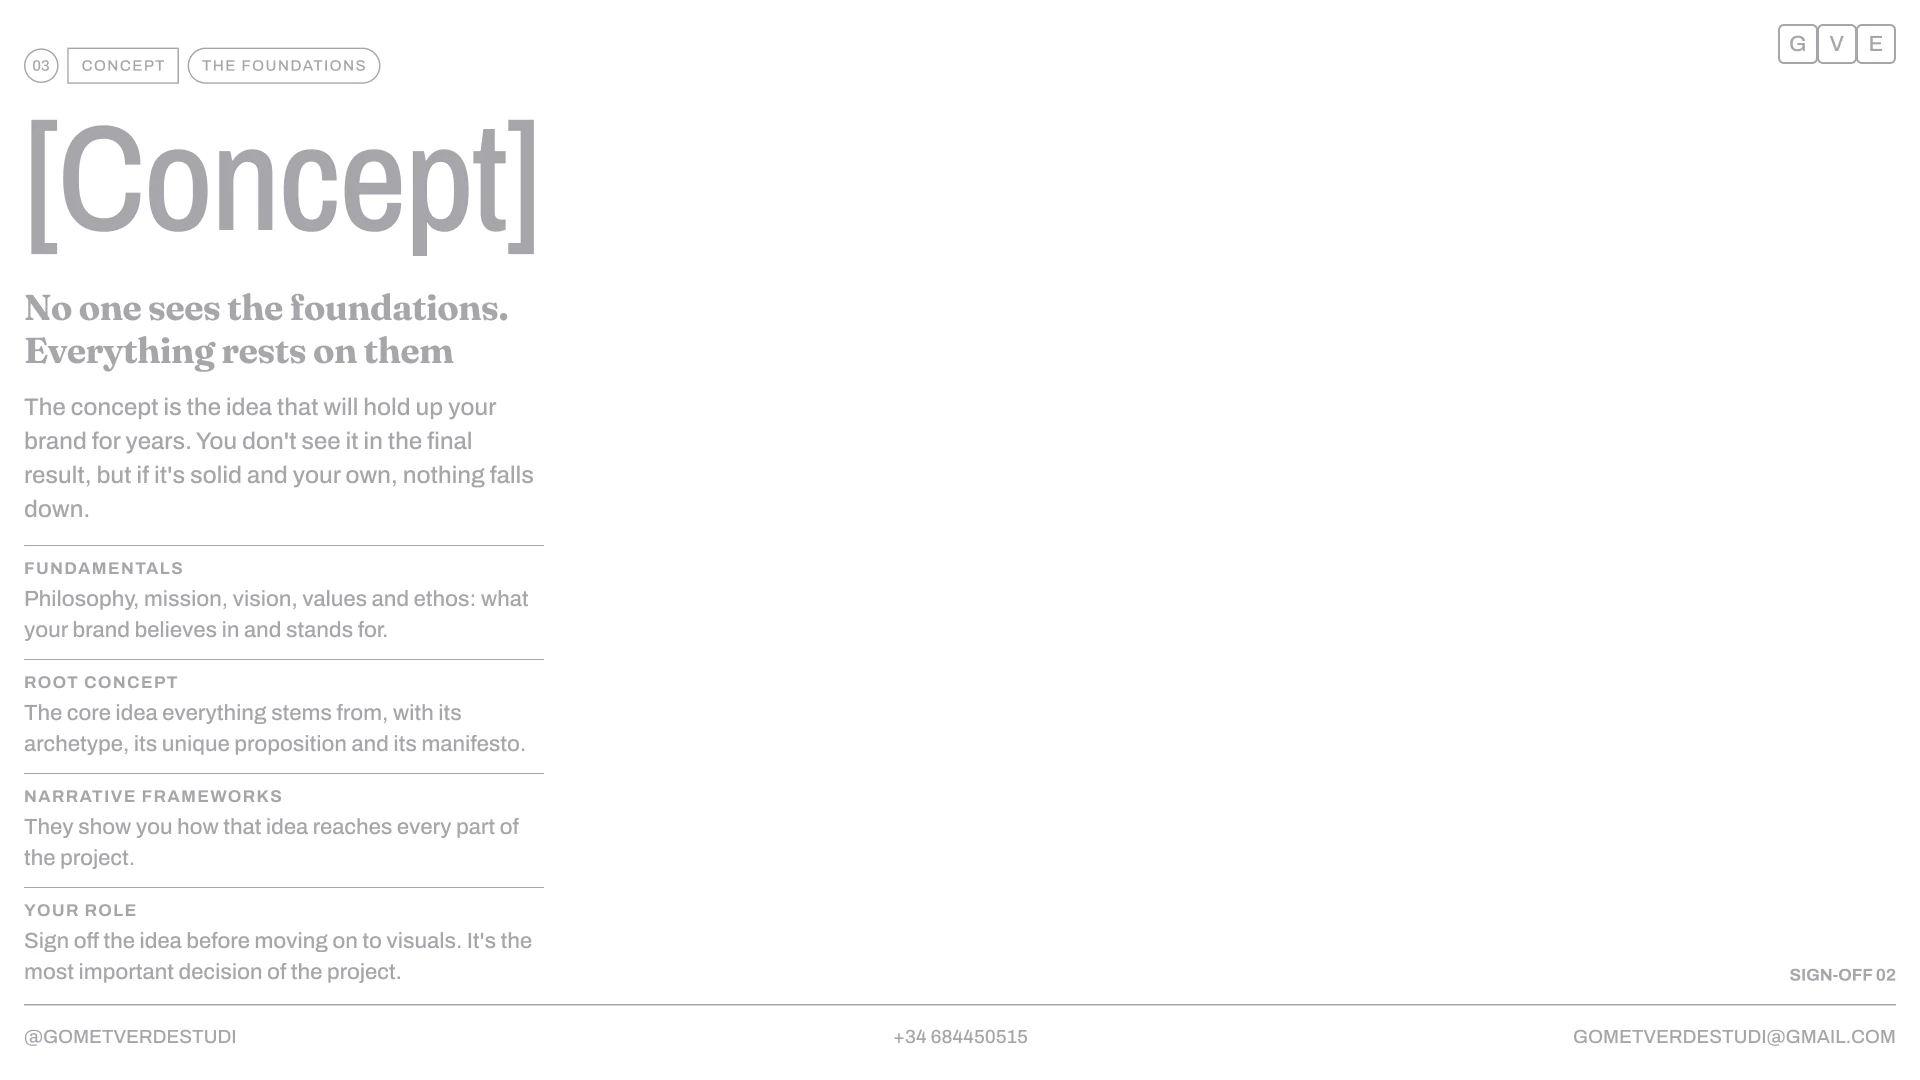 03 CONCEPT THE FOUNDATIONS
G V E
[Concept]
No one sees the foundations.
Everything rests on them
The concept is the idea that will hold up your
brand for years. You don't see it in the final
result, but if it's solid and your own, nothing falls
down.
FUNDAMENTALS
Philosophy, mission, vision, values and ethos: what
your brand believes in and stands for.
ROOT CONCEPT
The core idea everything stems from, with its
archetype, its unique proposition and its manifesto.
NARRATIVE FRAMEWORKS
They show you how that idea reaches every part of
the project.
YOUR ROLE
Sign off the idea before moving on to visuals. It's the
most important decision of the project.
SIGN-OFF 02
@GOMETVERDESTUDI
+34 684450515
GOMETVERDESTUDI@GMAIL.COM